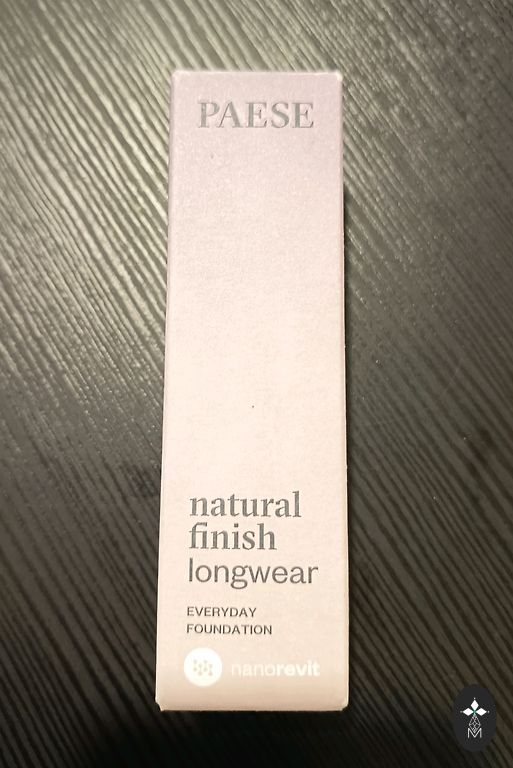 PAESE
natural
finish
longwear
EVERYDAY
FOUNDATION
nanorevit
M